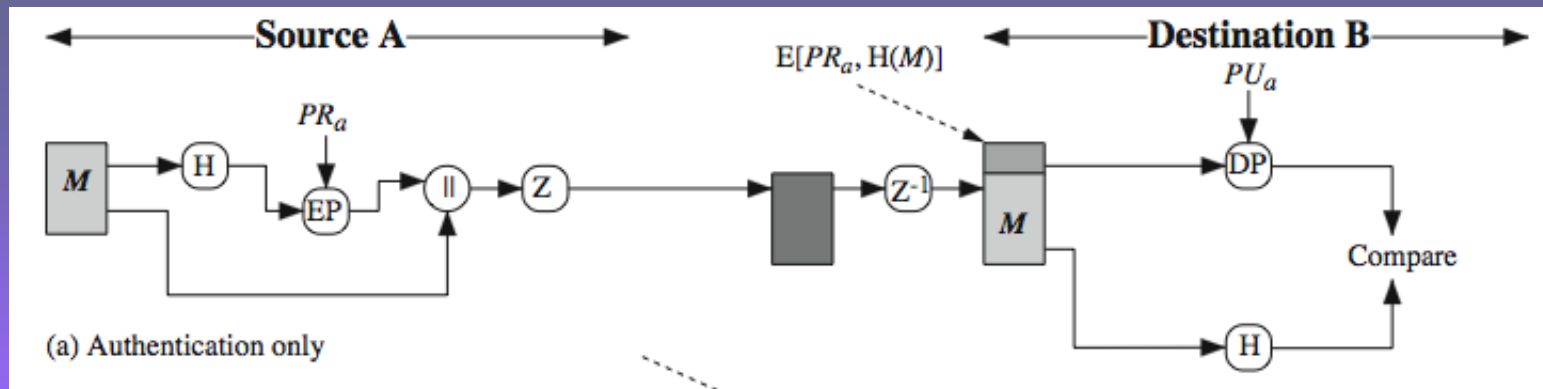 Source A
Destination B
E[PRₐ, H(M)]
PUₐ
PRₐ
M
H
EP
||
Z
Z⁻¹
M
DP
Compare
H
(a) Authentication only